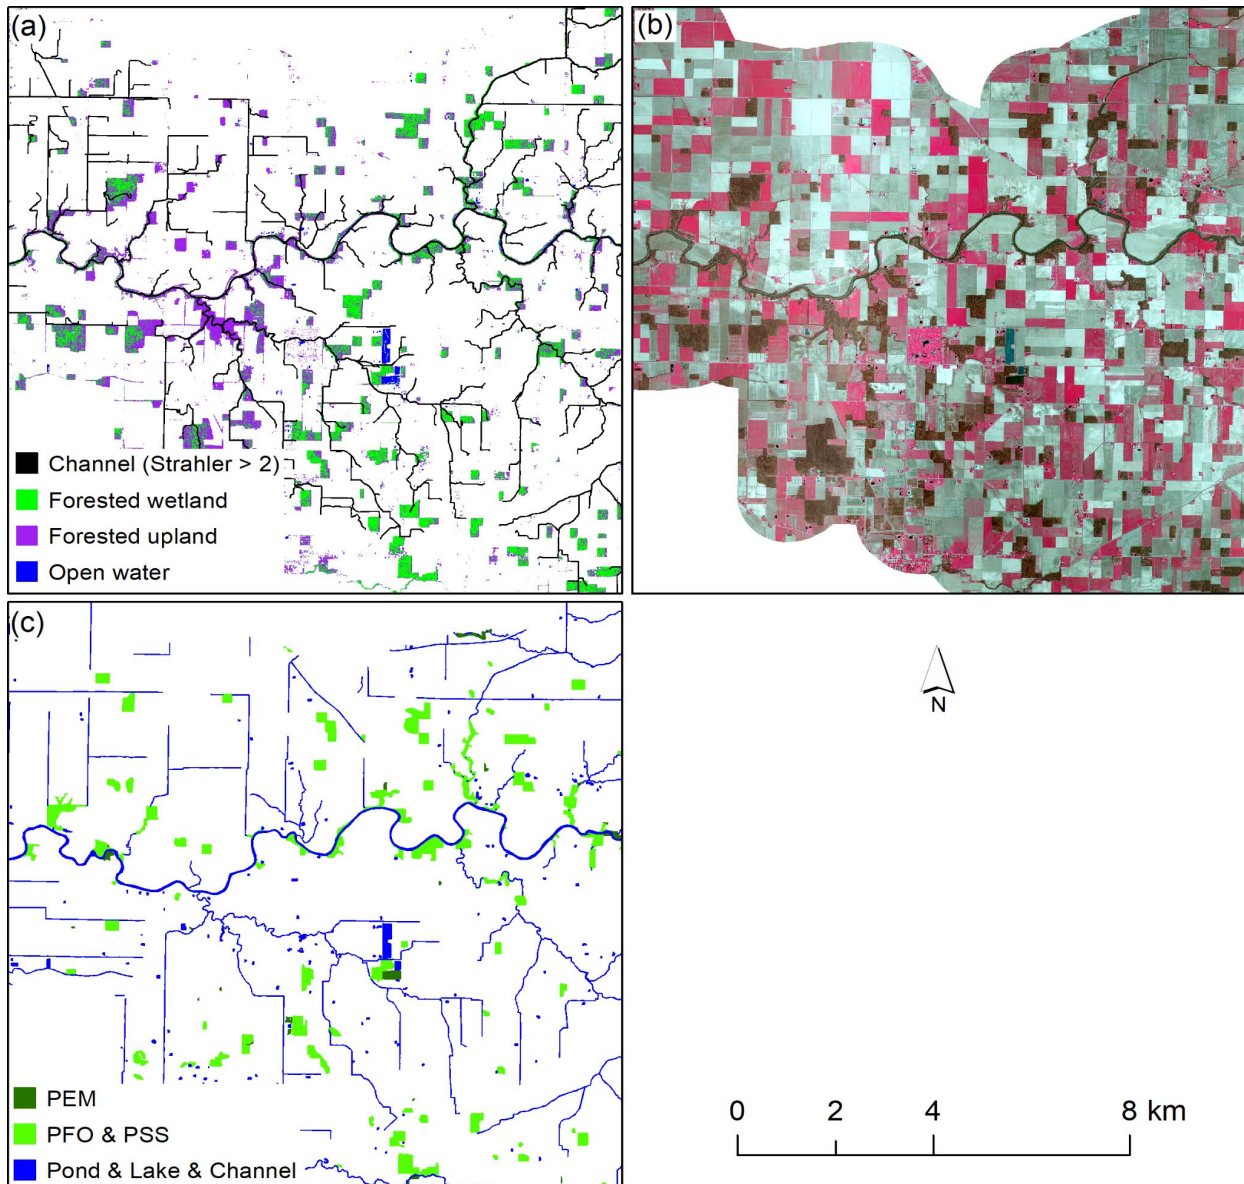 (a)
Channel (Strahler > 2)
Forested wetland
Forested upland
Open water
(b)
(c)
PEM
PFO & PSS
Pond & Lake & Channel
N
0 2 4 8 km